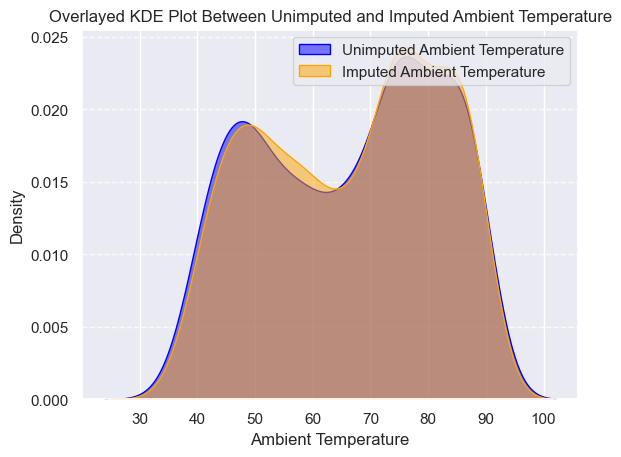 Overlayed KDE Plot Between Unimputed and Imputed Ambient Temperature
Unimputed Ambient Temperature
Imputed Ambient Temperature
0.025
0.020
0.015
0.010
0.005
0.000
Density
30 40 50 60 70 80 90 100
Ambient Temperature